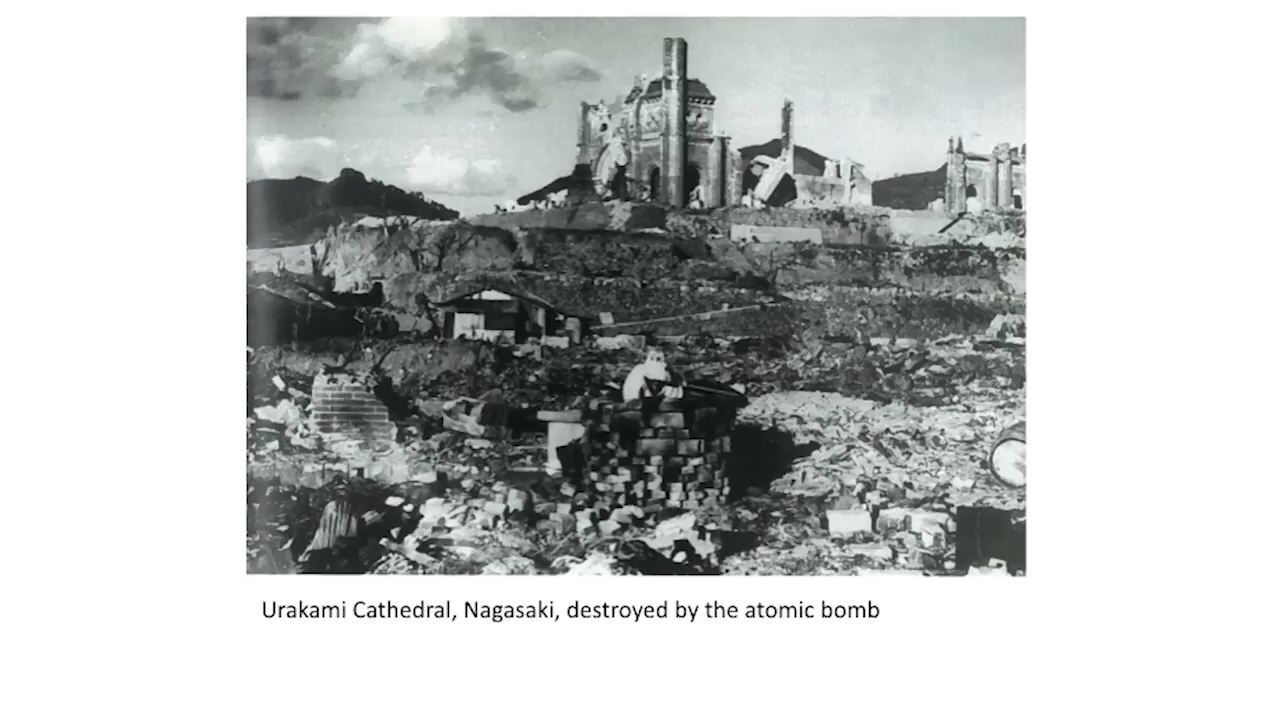 Urakami Cathedral, Nagasaki, destroyed by the atomic bomb